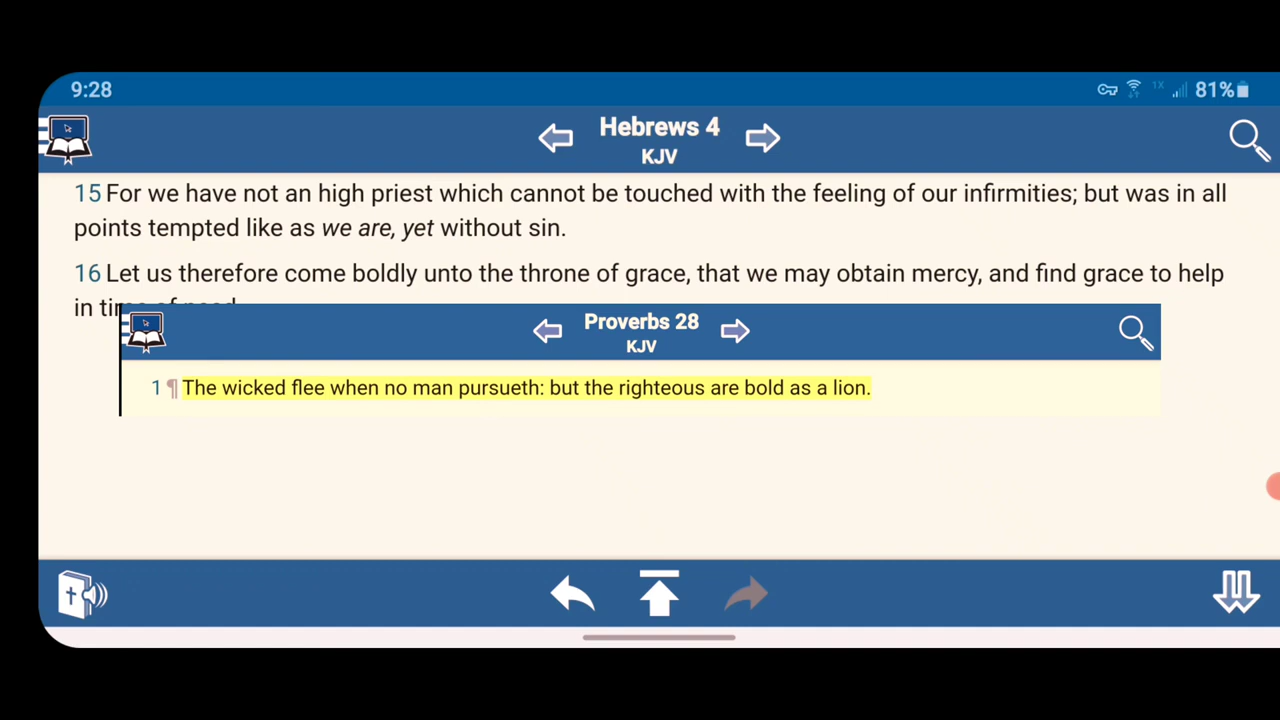 9:28
1X
81%
Hebrews 4
KJV
15 For we have not an high priest which cannot be touched with the feeling of our infirmities; but was in all
points tempted like as we are, yet without sin.
16 Let us therefore come boldly unto the throne of grace, that we may obtain mercy, and find grace to help
in time of need.
Proverbs 28
KJV
1 ¶ The wicked flee when no man pursueth: but the righteous are bold as a lion.